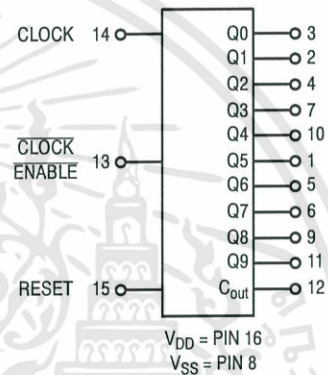 CLOCK 14 Q0 3
Q1 2
Q2 4
Q3 7
Q4 10
CLOCK ENABLE 13 Q5 1
Q6 5
Q7 6
Q8 9
Q9 11
RESET 15 Cout 12
VDD = PIN 16
VSS = PIN 8